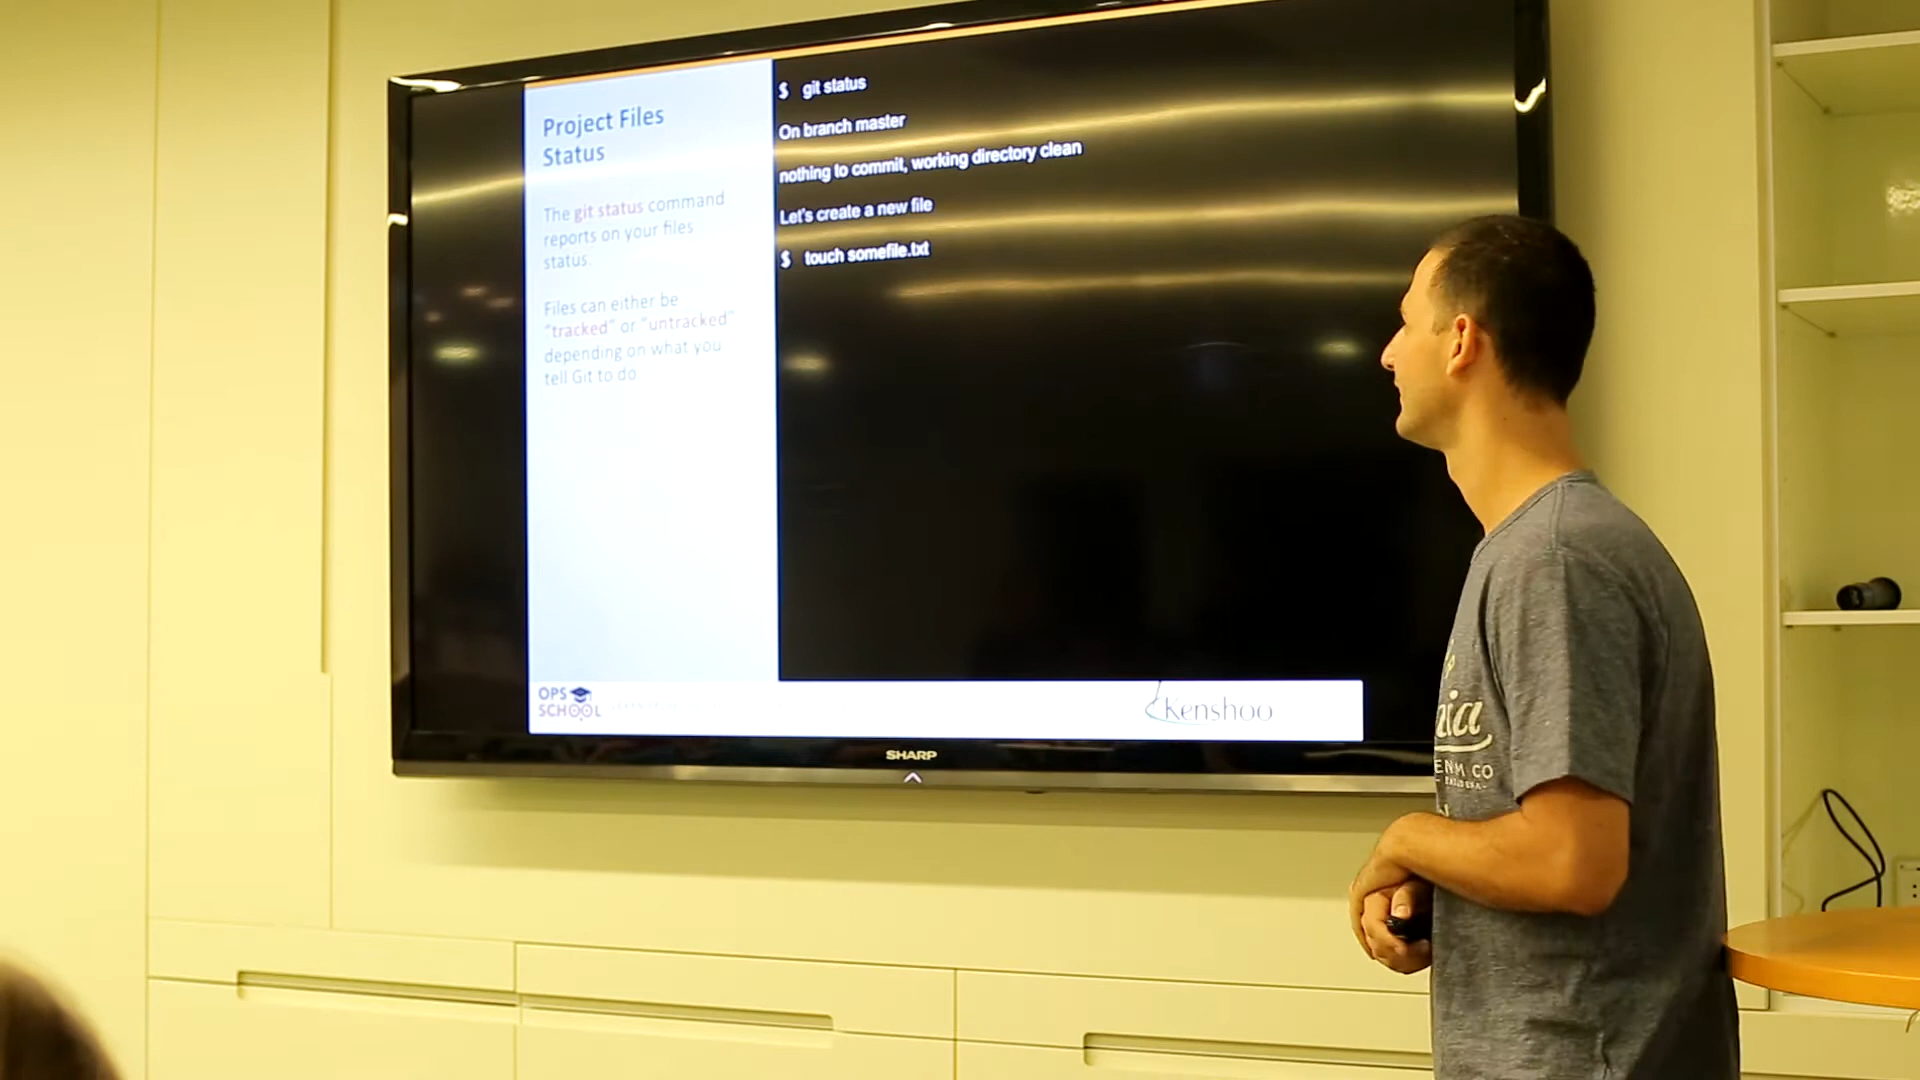 Project Files
Status
The git status command
reports on your files
status.
Files can either be
"tracked" or "untracked"
depending on what you
tell Git to do
$ git status
On branch master
nothing to commit, working directory clean
Let's create a new file
$ touch somefile.txt
OPS
SCHOOL
Kenshoo
SHARP
CO